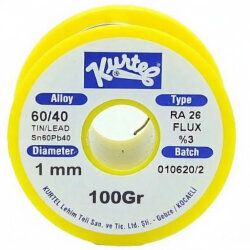 Kurtel
Alloy Type
60/40 RA 26
TIN/LEAD FLUX
Sn60Pb40 %3
Diameter Batch
1 mm 010620/2
100Gr
KURTEL Lehim Teli San. ve Tic. Ltd. Şti. - Gebze / KOCAELİ